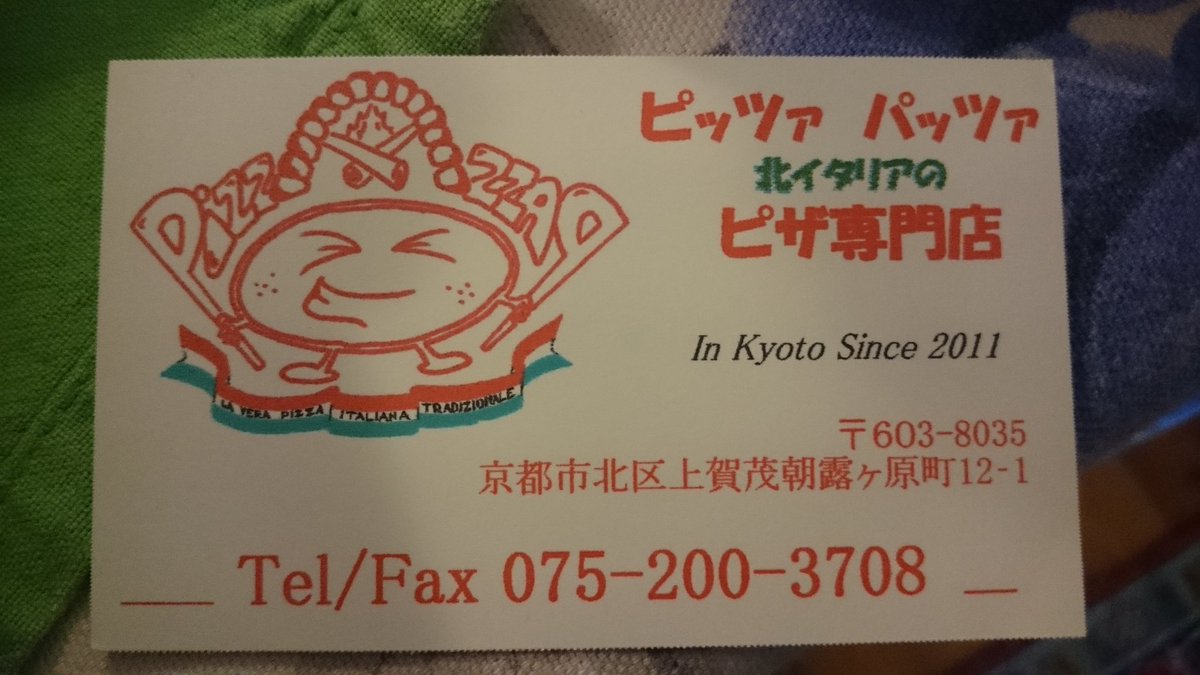 Pizz PAZZ
LA VERA PIZZA ITALIANA TRADIZIONALE
ピッツァ パッツァ
北イタリアの
ピザ専門店
In Kyoto Since 2011
〒603-8035
京都市北区上賀茂朝露ヶ原町12-1
Tel/Fax 075-200-3708